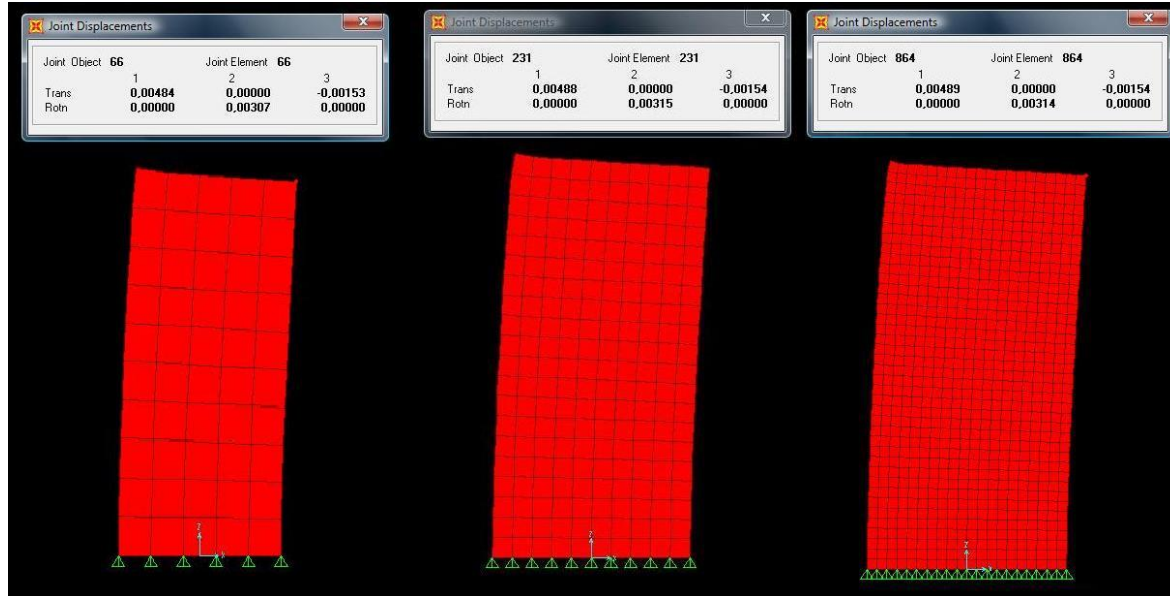 Joint Displacements
X
Joint Object 66 Joint Element 66
1 2 3
Trans 0,00484 0,00000 -0,00153
Rotn 0,00000 0,00307 0,00000
Joint Displacements
X
Joint Object 231 Joint Element 231
1 2 3
Trans 0,00488 0,00000 -0,00154
Rotn 0,00000 0,00315 0,00000
Joint Displacements
X
Joint Object 864 Joint Element 864
1 2 3
Trans 0,00489 0,00000 -0,00154
Rotn 0,00000 0,00314 0,00000
Z
Z
Z